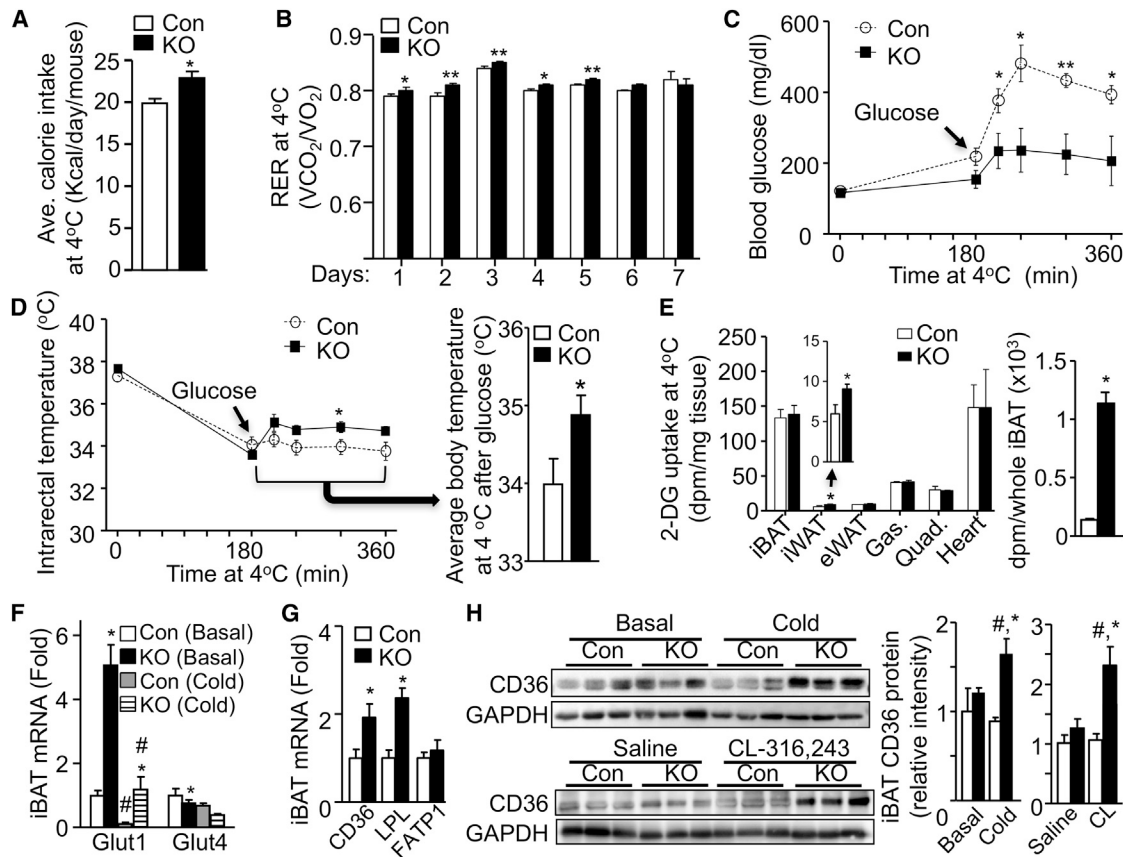 A
Con
KO
Ave. calorie intake
at 4°C (Kcal/day/mouse)
25
20
15
10
5
0
*
B
Con
KO
RER at 4°C
(VCO2/VO2)
0.9
0.8
0.7
0.6
* ** ** * **
Days: 1 2 3 4 5 6 7
C
Con
KO
Blood glucose (mg/dl)
600
400
200
0
Glucose
* * ** *
0 180 360
Time at 4°C (min)
D
Intrarectal temperature (°C)
40
38
36
34
32
30
Con
KO
Glucose
*
0 180 360
Time at 4°C (min)
Average body temperature
at 4 °C after glucose (°C)
36
35
34
33
Con
KO
*
E
2-DG uptake at 4°C
(dpm/mg tissue)
250
200
150
100
50
0
15
10
5
0
*
*
Con
KO
iBAT iWAT eWAT Gas. Quad. Heart
dpm/whole iBAT (x10³)
1.5
1
0.5
0
*
F
iBAT mRNA (Fold)
6
4
2
0
Con (Basal)
KO (Basal)
Con (Cold)
KO (Cold)
*
#
#
*
*
Glut1 Glut4
G
iBAT mRNA (Fold)
4
2
0
Con
KO
* *
CD36 LPL FATP1
H
Basal Cold
Con KO Con KO
CD36
GAPDH
Saline CL-316,243
Con KO Con KO
CD36
GAPDH
iBAT CD36 protein
(relative intensity)
2
1
0
#,*
Basal Cold
3
2
1
0
#,*
Saline CL